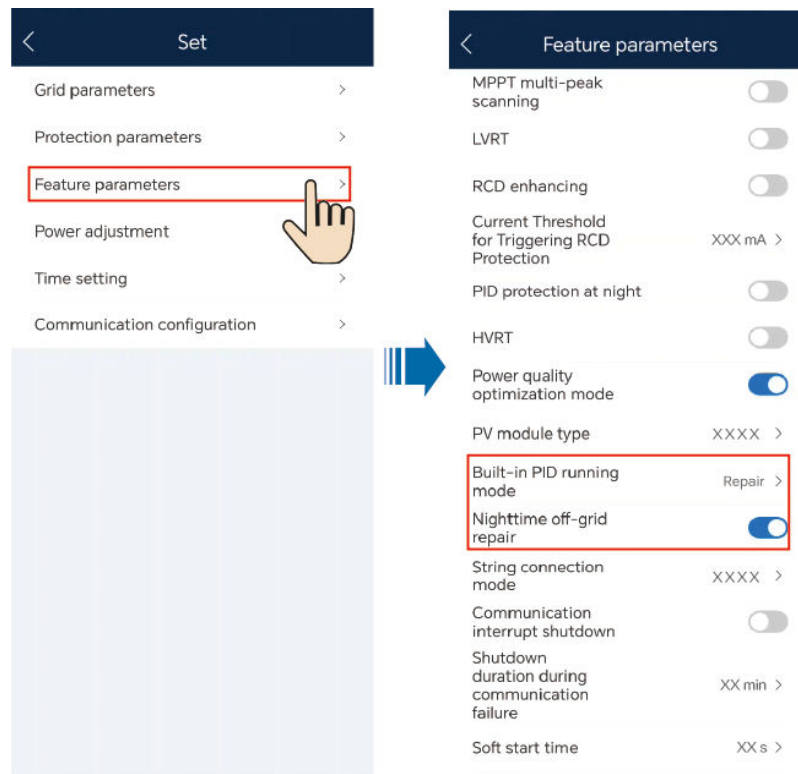 Set
Grid parameters
Protection parameters
Feature parameters
Power adjustment
Time setting
Communication configuration
Feature parameters
MPPT multi-peak
scanning
LVRT
RCD enhancing
Current Threshold
for Triggering RCD
Protection
XXX mA
PID protection at night
HVRT
Power quality
optimization mode
PV module type
XXXX
Built-in PID running
mode
Repair
Nighttime off-grid
repair
String connection
mode
XXXX
Communication
interrupt shutdown
Shutdown
duration during
communication
failure
XX min
Soft start time
XX s